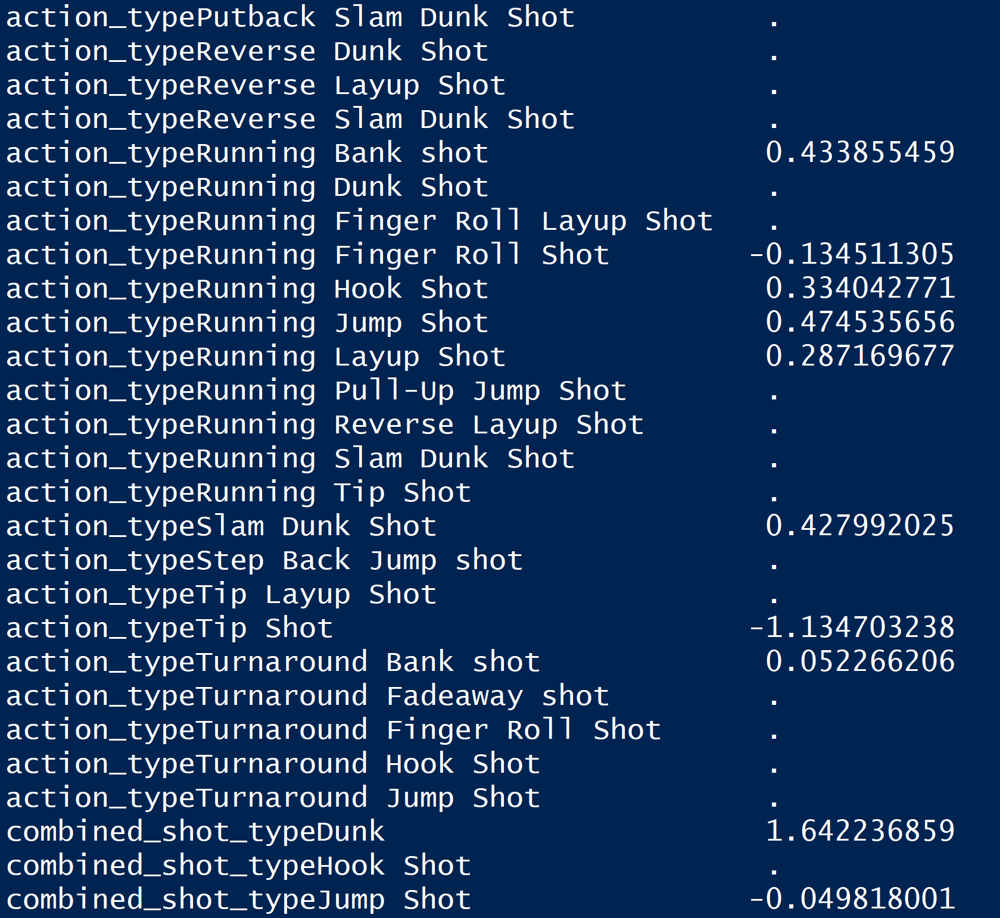 action_typePutback Slam Dunk Shot .
action_typeReverse Dunk Shot .
action_typeReverse Layup Shot .
action_typeReverse Slam Dunk Shot .
action_typeRunning Bank shot 0.433855459
action_typeRunning Dunk Shot .
action_typeRunning Finger Roll Layup Shot .
action_typeRunning Finger Roll Shot -0.134511305
action_typeRunning Hook Shot 0.334042771
action_typeRunning Jump Shot 0.474535656
action_typeRunning Layup Shot 0.287169677
action_typeRunning Pull-Up Jump Shot .
action_typeRunning Reverse Layup Shot .
action_typeRunning Slam Dunk Shot .
action_typeRunning Tip Shot .
action_typeSlam Dunk Shot 0.427992025
action_typeStep Back Jump shot .
action_typeTip Layup Shot .
action_typeTip Shot -1.134703238
action_typeTurnaround Bank shot 0.052266206
action_typeTurnaround Fadeaway shot .
action_typeTurnaround Finger Roll Shot .
action_typeTurnaround Hook Shot .
action_typeTurnaround Jump Shot .
combined_shot_typeDunk 1.642236859
combined_shot_typeHook Shot .
combined_shot_typeJump Shot -0.049818001